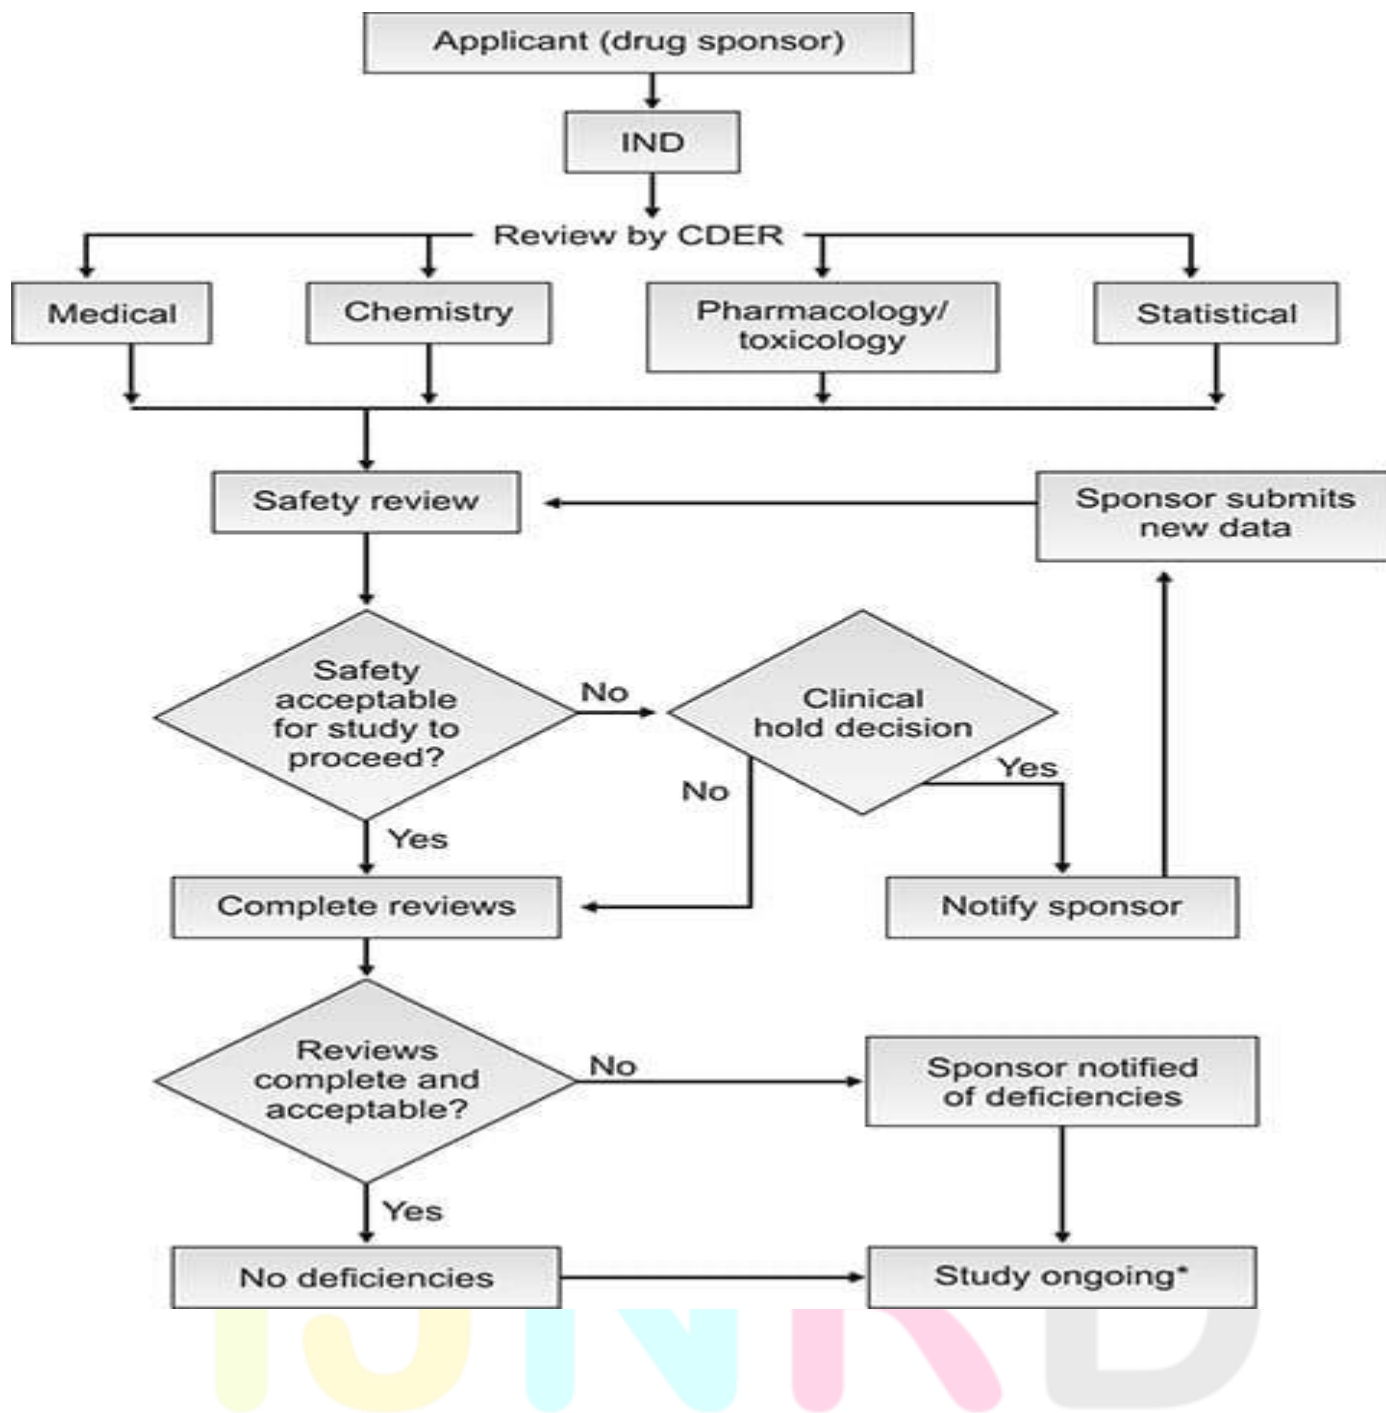 Applicant (drug sponsor)
IND
Review by CDER
Medical
Chemistry
Pharmacology/
toxicology
Statistical
Safety review
Sponsor submits
new data
Safety
acceptable
for study to
proceed?
No
Clinical
hold decision
Yes
No
Yes
Complete reviews
Notify sponsor
Reviews
complete and
acceptable?
No
Sponsor notified
of deficiencies
Yes
No deficiencies
Study ongoing*
IJNRD